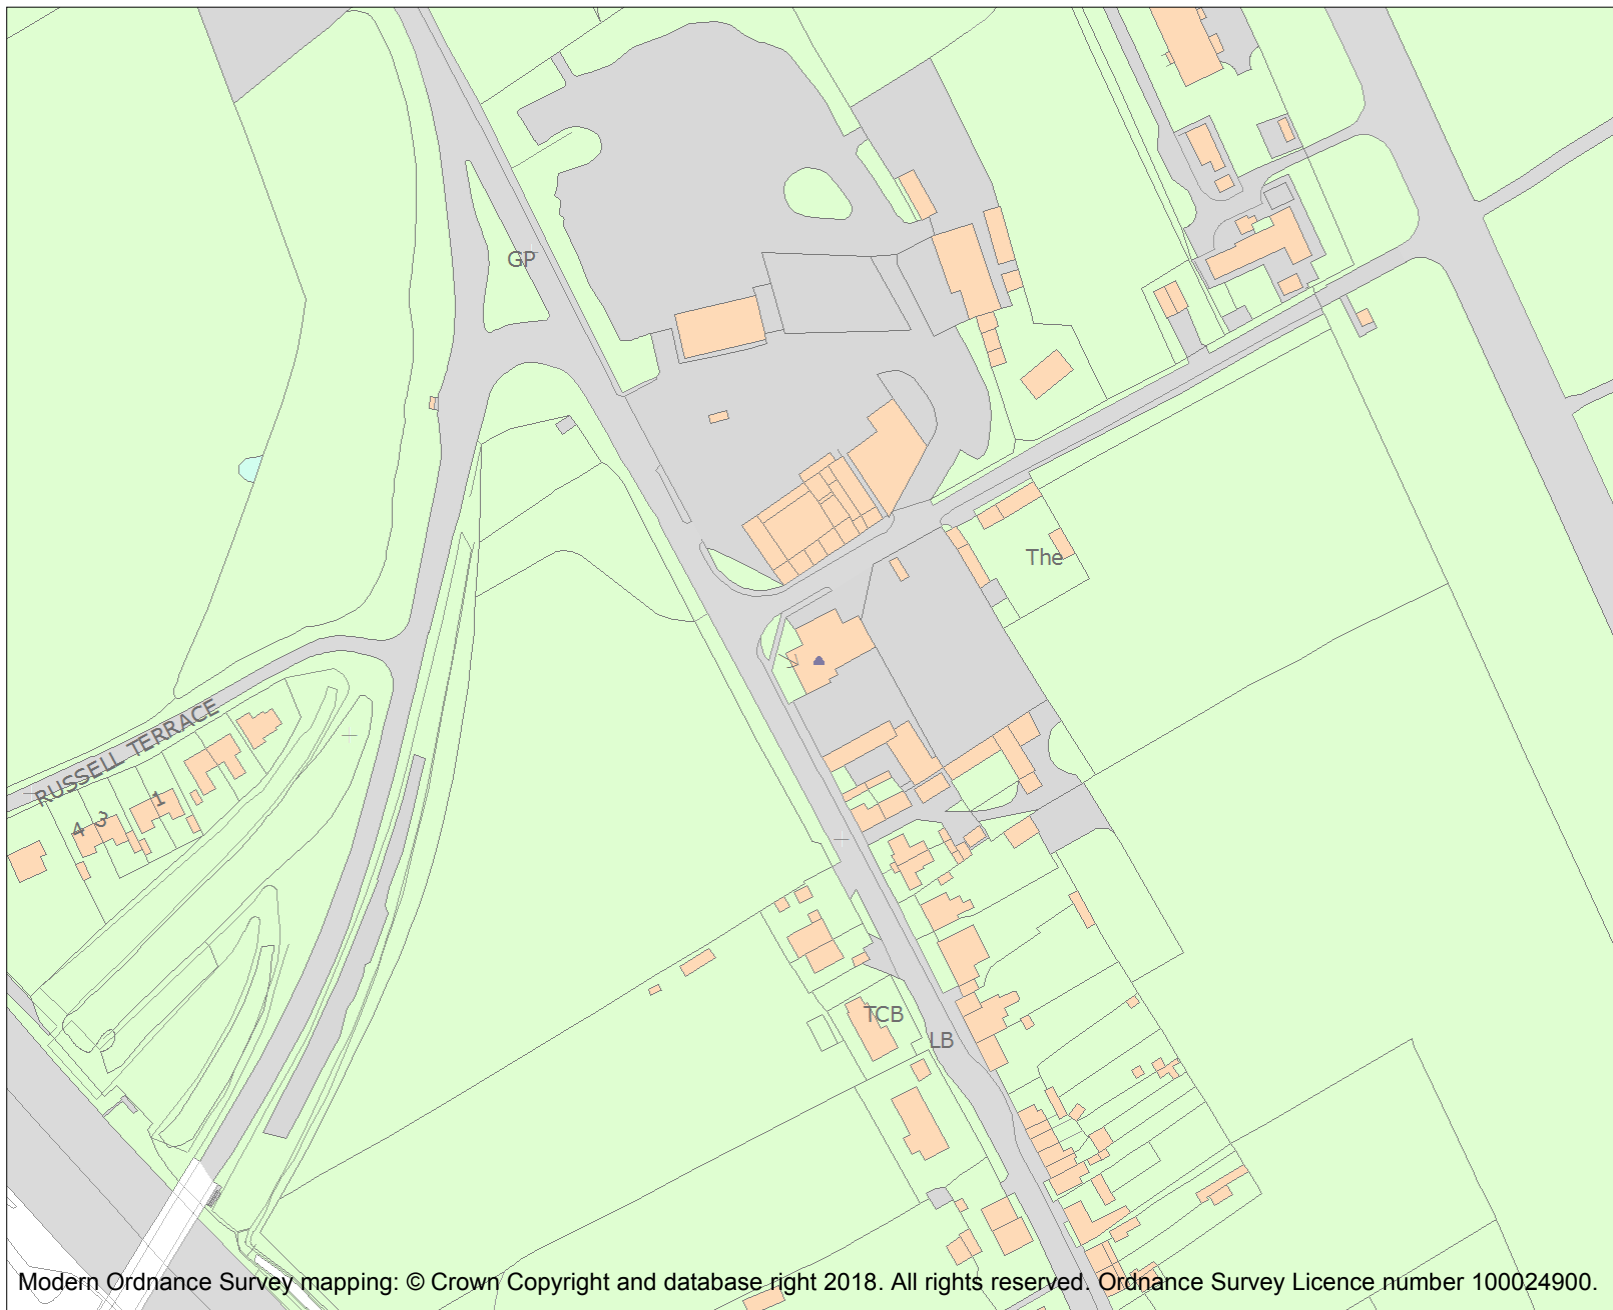 GP
The
RUSSELL TERRACE
1
3
4
TCB
LB
Modern Ordnance Survey mapping: © Crown Copyright and database right 2018. All rights reserved. Ordnance Survey Licence number 100024900.